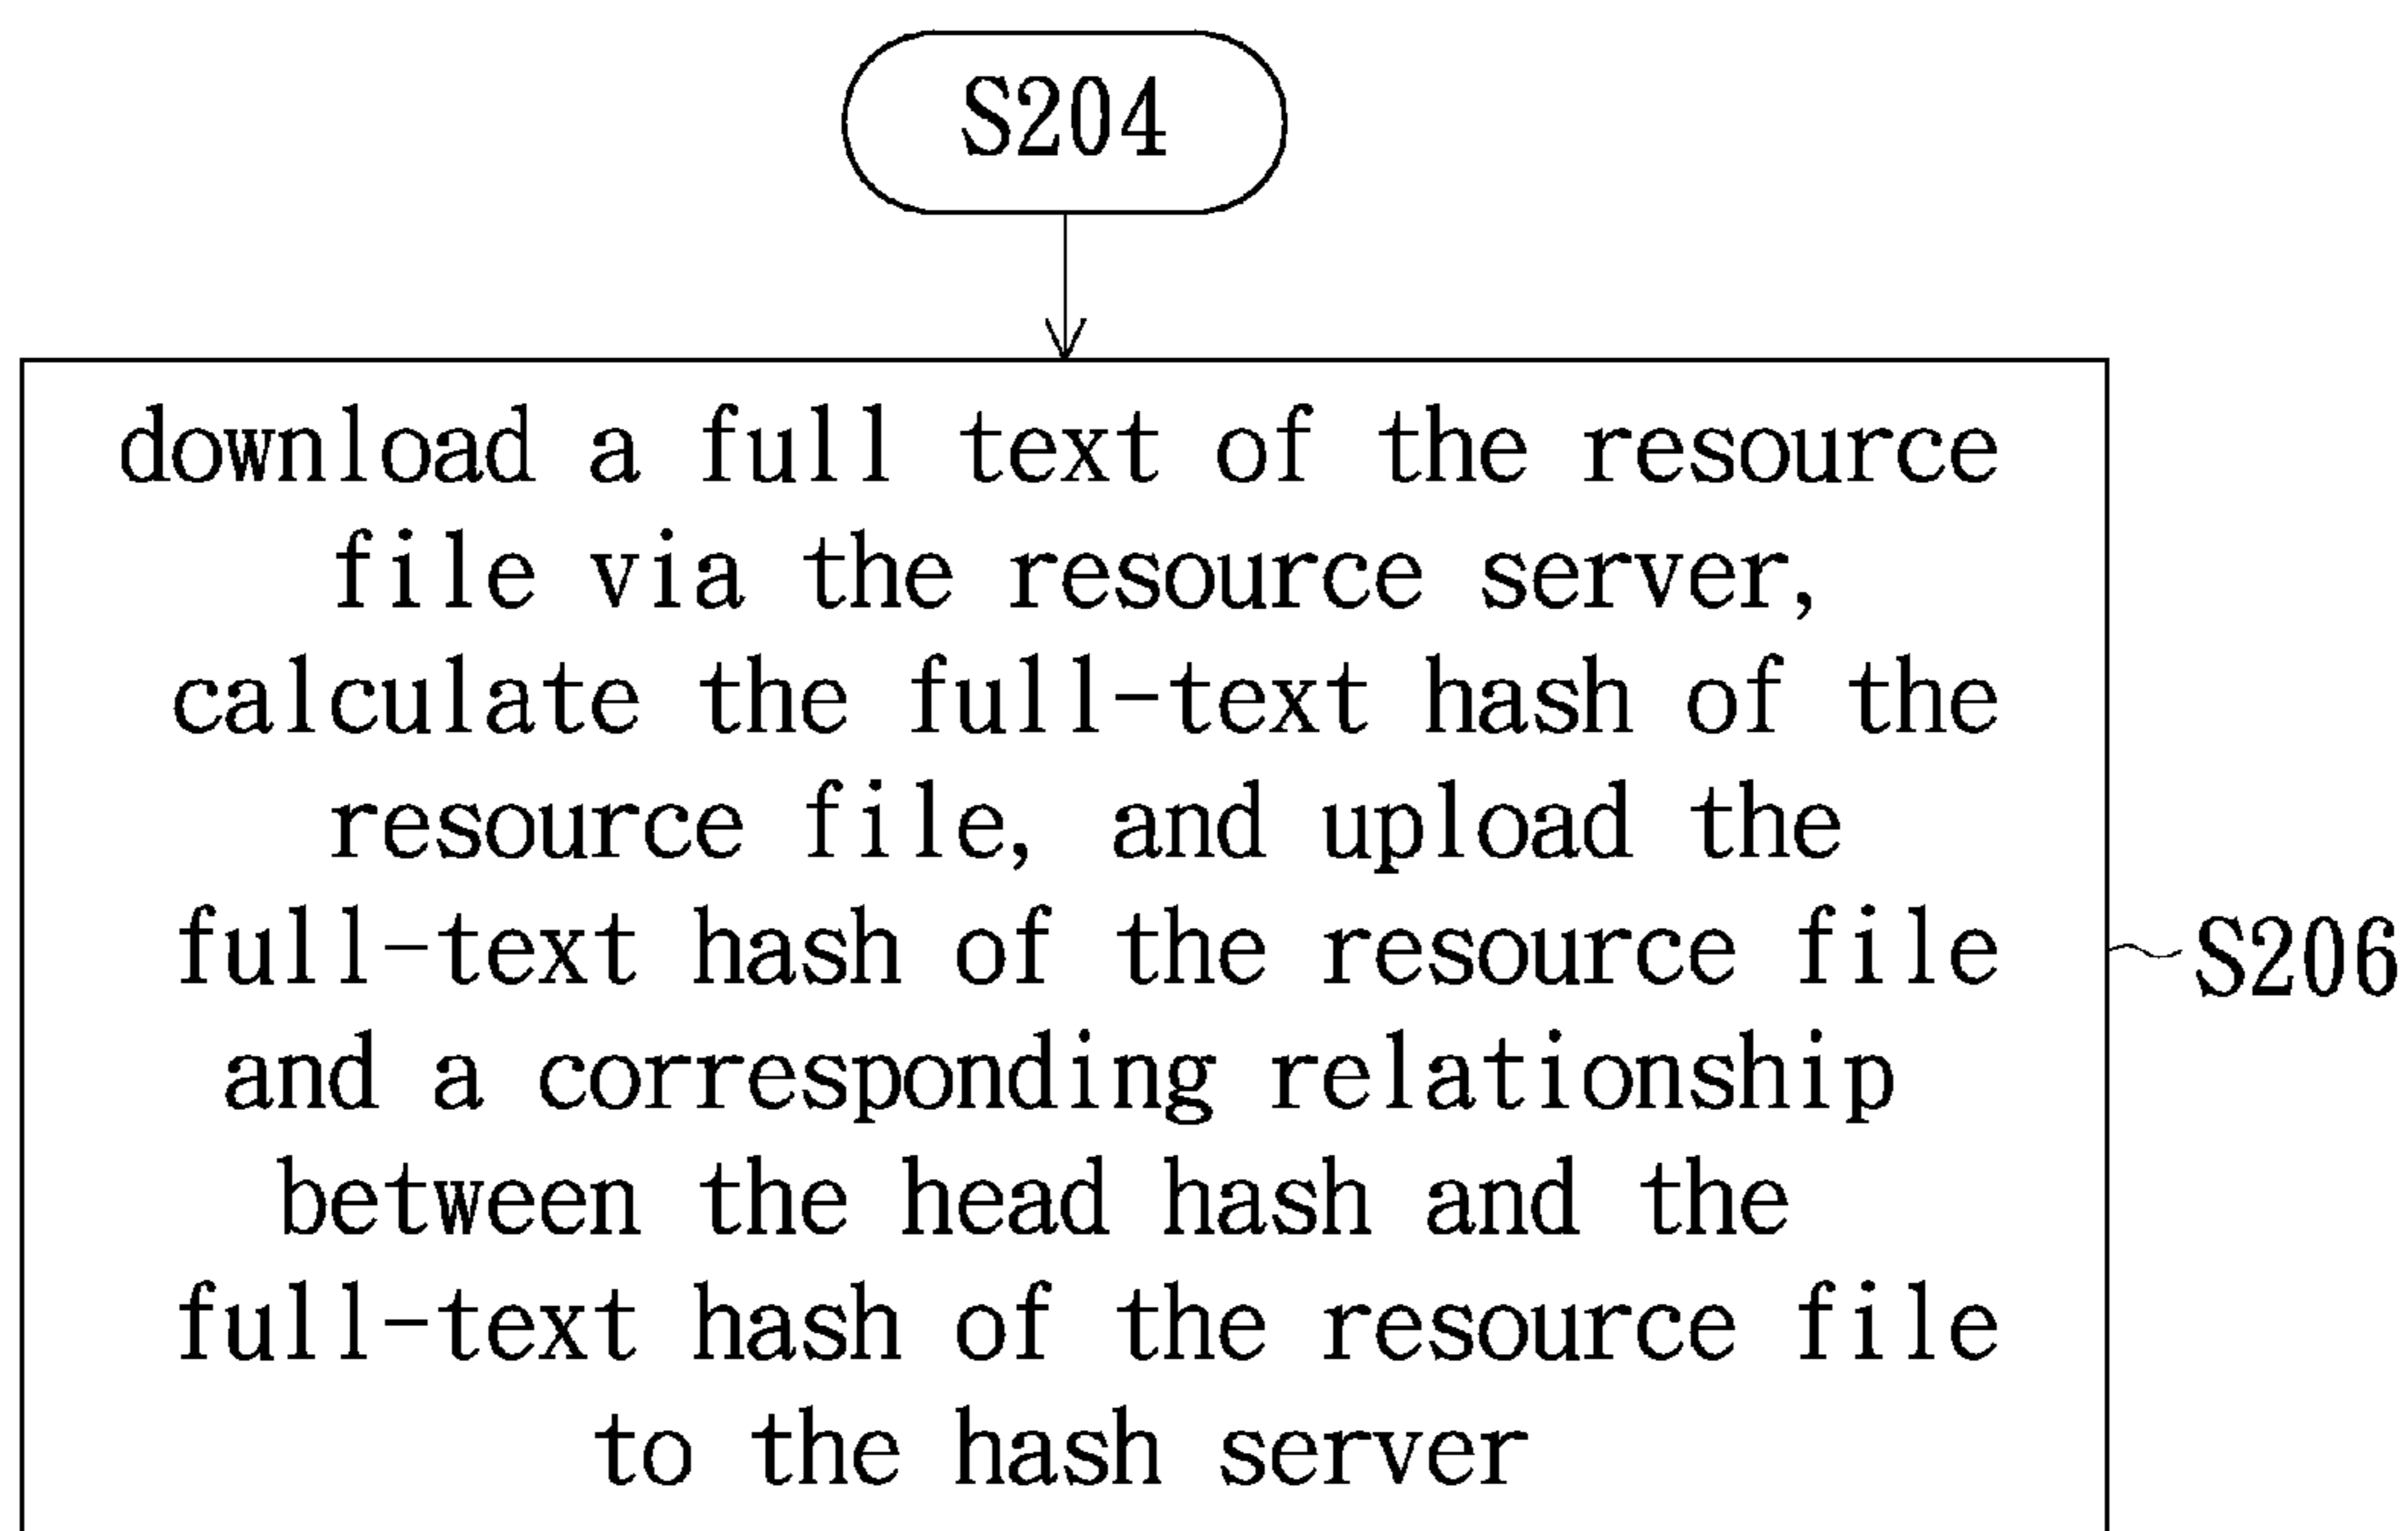 S204
download a full text of the resource
file via the resource server,
calculate the full-text hash of the
resource file, and upload the
full-text hash of the resource file
and a corresponding relationship
between the head hash and the
full-text hash of the resource file
to the hash server
S206